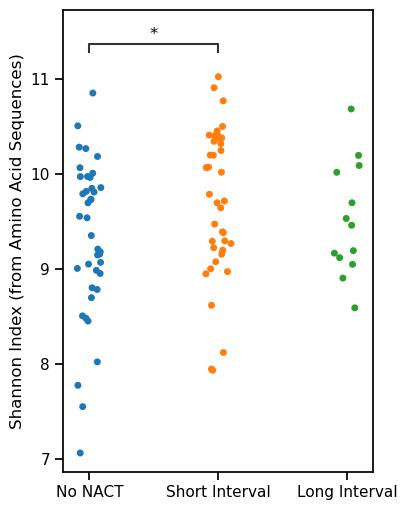 *
Shannon Index (from Amino Acid Sequences)
11
10
9
8
7
No NACT
Short Interval
Long Interval